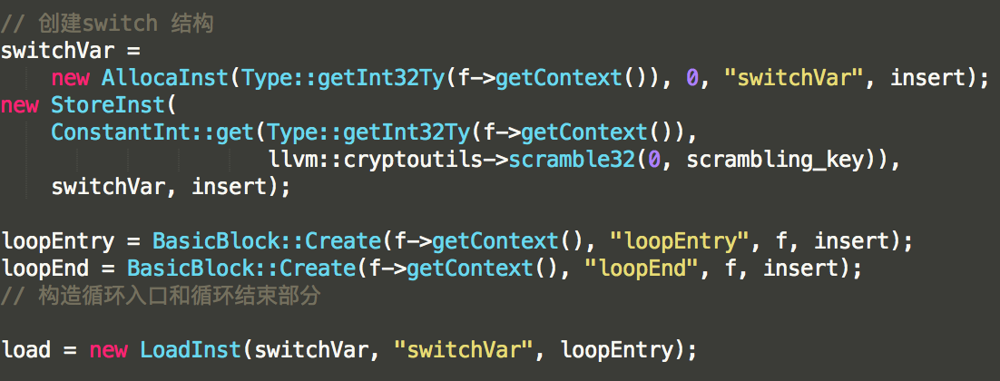 // 创建switch 结构
switchVar =
new AllocaInst(Type::getInt32Ty(f->getContext()), 0, "switchVar", insert);
new StoreInst(
ConstantInt::get(Type::getInt32Ty(f->getContext()),
llvm::cryptoutils->scramble32(0, scrambling_key)),
switchVar, insert);
loopEntry = BasicBlock::Create(f->getContext(), "loopEntry", f, insert);
loopEnd = BasicBlock::Create(f->getContext(), "loopEnd", f, insert);
// 构造循环入口和循环结束部分
load = new LoadInst(switchVar, "switchVar", loopEntry);